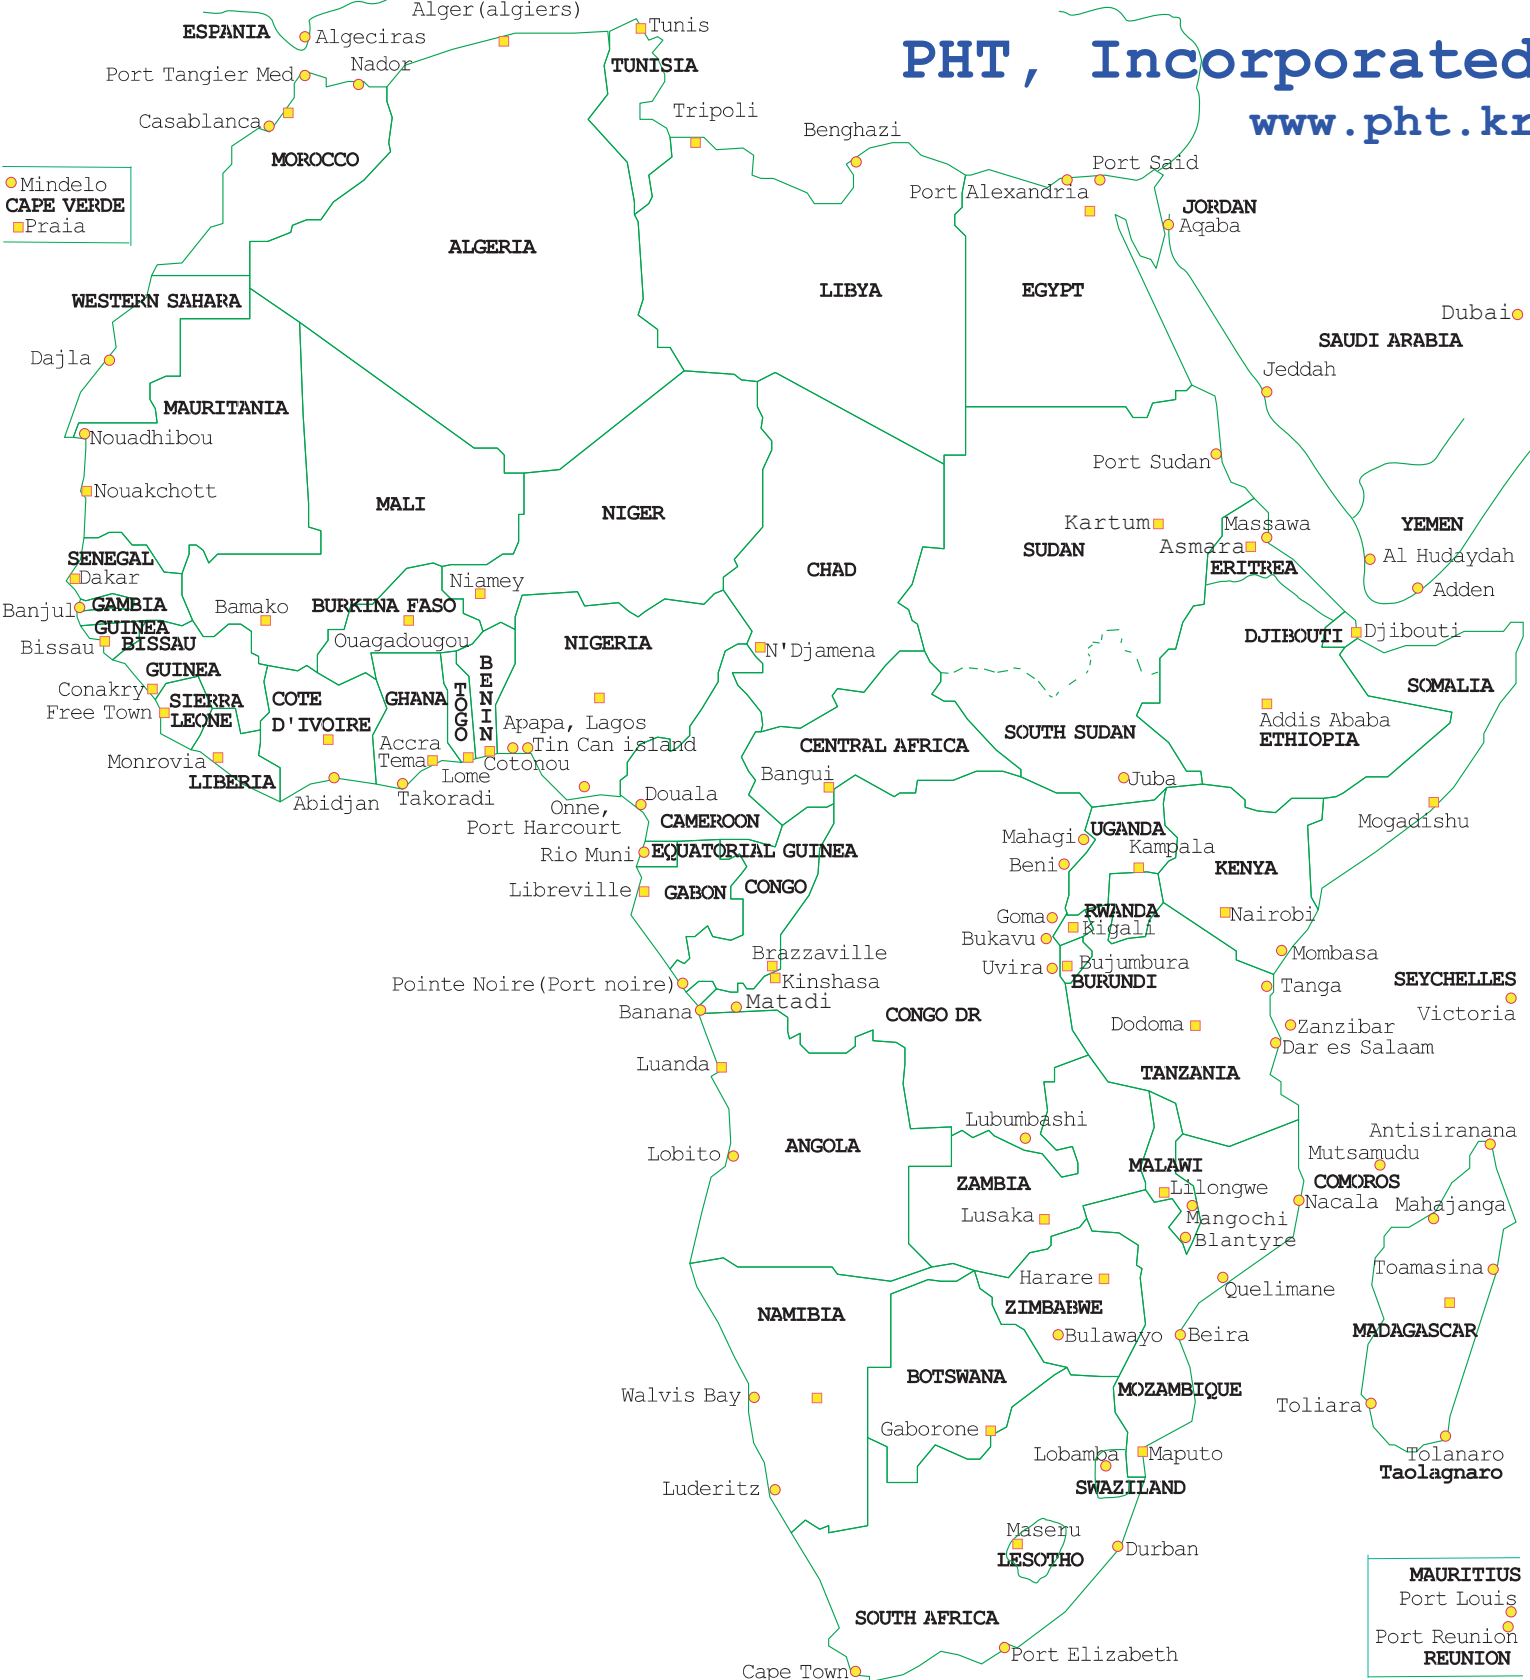 Alger(algiers)
ESPANIA
Algeciras
Tunis
PHT, Incorporated
www.pht.kr
Port Tangier Med
Nador
TUNISIA
Casablanca
Tripoli
Benghazi
MOROCCO
Port Said
Port Alexandria
Mindelo
CAPE VERDE
Praia
JORDAN
Aqaba
ALGERIA
LIBYA
EGYPT
WESTERN SAHARA
Dubai
SAUDI ARABIA
Dajla
Jeddah
MAURITANIA
Nouadhibou
Port Sudan
Nouakchott
MALI
NIGER
Kartum
SUDAN
Massawa
YEMEN
Asmara
ERITREA
Al Hudaydah
SENEGAL
Dakar
CHAD
Niamey
Adden
Banjul
GAMBIA
Bamako
BURKINA FASO
GUINEA
BISSAU
Bissau
Ouagadougou
NIGERIA
N'Djamena
DJIBOUTI
Djibouti
GUINEA
BENIN
Conakry
SIERRA
LEONE
Free Town
COTE
D'IVOIRE
GHANA
TOGO
SOMALIA
Apapa, Lagos
Tin Can island
Addis Ababa
ETHIOPIA
SOUTH SUDAN
CENTRAL AFRICA
Accra
Tema
Monrovia
LIBERIA
Lome
Cotonou
Bangui
Juba
Abidjan
Takoradi
Onne,
Port Harcourt
Douala
CAMEROON
Mogadishu
Mahagi
UGANDA
Kampala
Rio Muni
EQUATORIAL GUINEA
Beni
KENYA
Libreville
GABON
CONGO
Goma
RWANDA
Kigali
Nairobi
Bukavu
Brazzaville
Mombasa
Uvira
Bujumbura
BURUNDI
Pointe Noire(Port noire)
Kinshasa
Tanga
SEYCHELLES
Victoria
Banana
Matadi
CONGO DR
Dodoma
Zanzibar
Dar es Salaam
Luanda
TANZANIA
Lubumbashi
Antisiranana
Lobito
ANGOLA
Mutsamudu
COMOROS
MALAWI
ZAMBIA
Lilongwe
Nacala
Mahajanga
Lusaka
Mangochi
Blantyre
Toamasina
Harare
Quelimane
ZIMBABWE
NAMIBIA
Bulawayo
Beira
MADAGASCAR
BOTSWANA
MOZAMBIQUE
Walvis Bay
Toliara
Gaborone
Lobamba
Maputo
Tolanaro
Taolagnaro
Luderitz
SWAZILAND
Maseru
LESOTHO
Durban
MAURITIUS
Port Louis
SOUTH AFRICA
Port Reunion
REUNION
Port Elizabeth
Cape Town